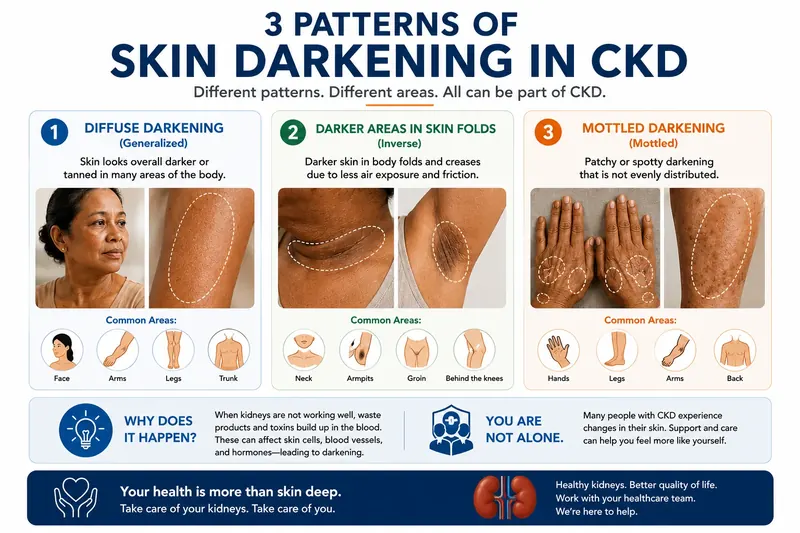 3 PATTERNS OF
SKIN DARKENING IN CKD
Different patterns. Different areas. All can be part of CKD.
1
DIFFUSE DARKENING
(Generalized)
Skin looks overall darker or
tanned in many areas of the body.
Common Areas:
Face
Arms
Legs
Trunk
2
DARKER AREAS IN SKIN FOLDS
(Inverse)
Darker skin in body folds and creases
due to less air exposure and friction.
Common Areas:
Neck
Armpits
Groin
Behind the knees
3
MOTTLED DARKENING
(Mottled)
Patchy or spotty darkening
that is not evenly distributed.
Common Areas:
Hands
Legs
Arms
Back
WHY DOES
IT HAPPEN?
When kidneys are not working well, waste
products and toxins build up in the blood.
These can affect skin cells, blood vessels,
and hormones—leading to darkening.
YOU ARE
NOT ALONE.
Many people with CKD experience
changes in their skin. Support and care
can help you feel more like yourself.
Your health is more than skin deep.
Take care of your kidneys. Take care of you.
Healthy kidneys. Better quality of life.
Work with your healthcare team.
We're here to help.